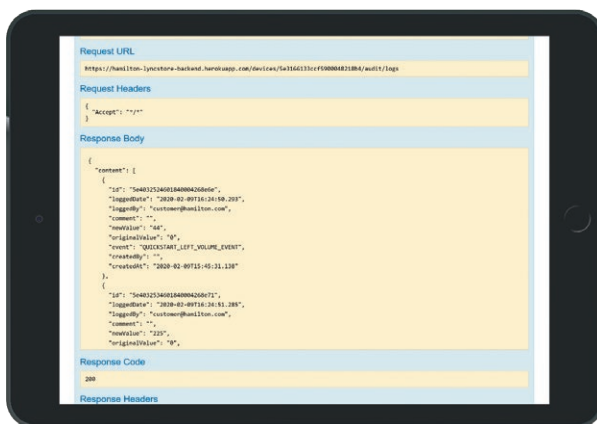 Request URL
https://hamilton-lyncstore-backend.herokuapp.com/devices/5e3166133ccf5900048218b4/audit/logs
Request Headers
{
"Accept": "*/*"
}
Response Body
{
"content": [
{
"id": "5e4032524601840004268e6e",
"loggedDate": "2020-02-09T16:24:50.293",
"loggedBy": "customer@hamilton.com",
"comment": "",
"newValue": "44",
"originalValue": "0",
"event": "QUICKSTART_LEFT_VOLUME_EVENT",
"createdBy": "",
"createdAt": "2020-02-09T15:45:31.138"
},
{
"id": "5e4032534601840004268e71",
"loggedDate": "2020-02-09T16:24:51.285",
"loggedBy": "customer@hamilton.com",
"comment": "",
"newValue": "225",
"originalValue": "0",
Response Code
200
Response Headers